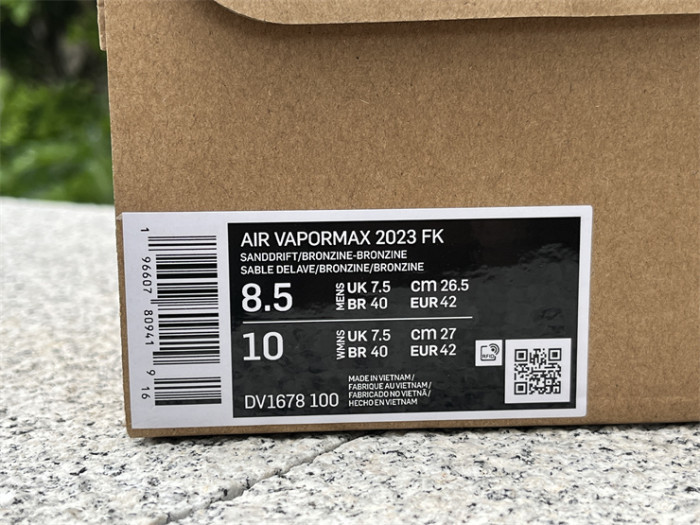 AIR VAPORMAX 2023 FK
SANDDRIFT/BRONZINE-BRONZINE
SABLE DELAVE/BRONZINE/BRONZINE
8.5 MENS UK 7.5 CM 26.5
BR 40 EUR 42
10 WMNS UK 7.5 CM 27
BR 40 EUR 42
RFID
DV1678 100
MADE IN VIETNAM/
FABRIQUE AU VIETNAM/
FABRICADO NO VIETNÃ/
HECHO EN VIETNAM
1 96607 80941 9 16